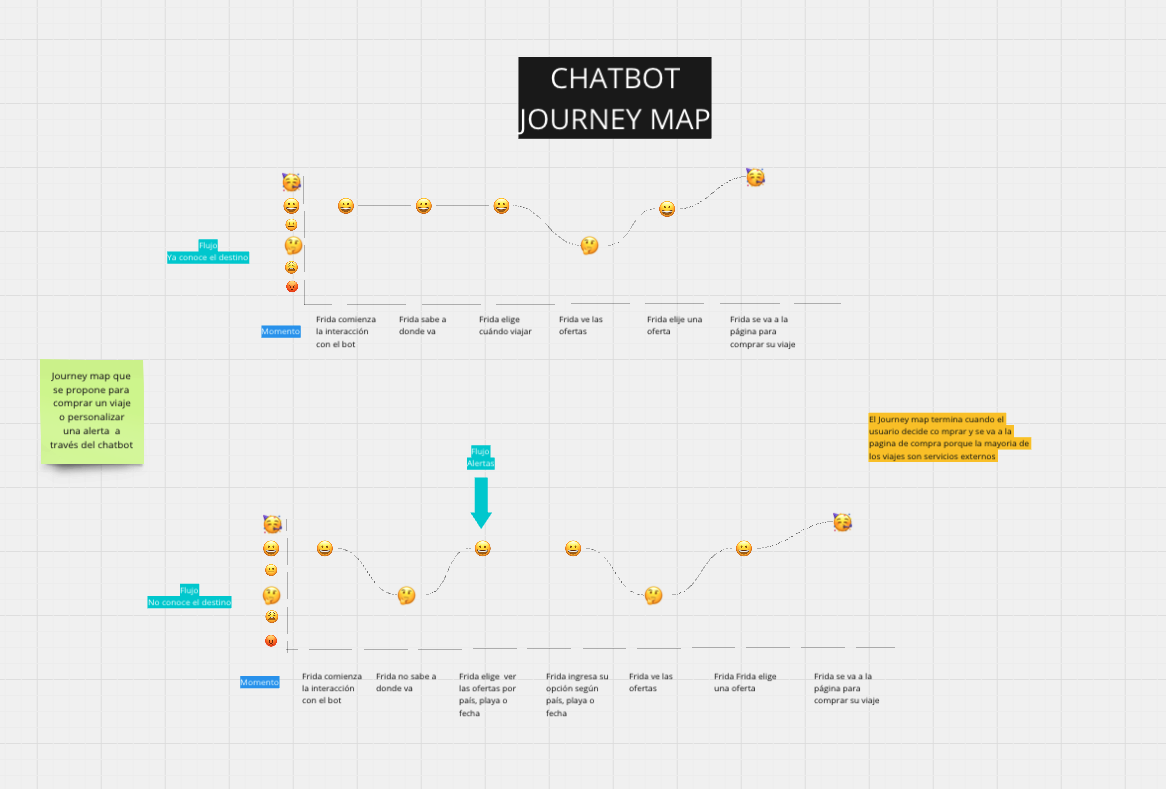 CHATBOT
JOURNEY MAP
Flujo
Ya conoce el destino
Momento
Frida comienza
la interacción
con el bot
Frida sabe a
donde va
Frida elige
cuándo viajar
Frida ve las
ofertas
Frida elije una
oferta
Frida se va a la
página para
comprar su viaje
Journey map que
se propone para
comprar un viaje
o personalizar
una alerta a
través del chatbot
El Journey map termina cuando el
usuario decide co mprar y se va a la
pagina de compra porque la mayoria de
los viajes son servicios externos
Flujo
Alertas
Flujo
No conoce el destino
Momento
Frida comienza
la interacción
con el bot
Frida no sabe a
donde va
Frida elige ver
las ofertas por
país, playa o
fecha
Frida ingresa su
opción según
país, playa o
fecha
Frida ve las
ofertas
Frida Frida elige
una oferta
Frida se va a la
página para
comprar su viaje